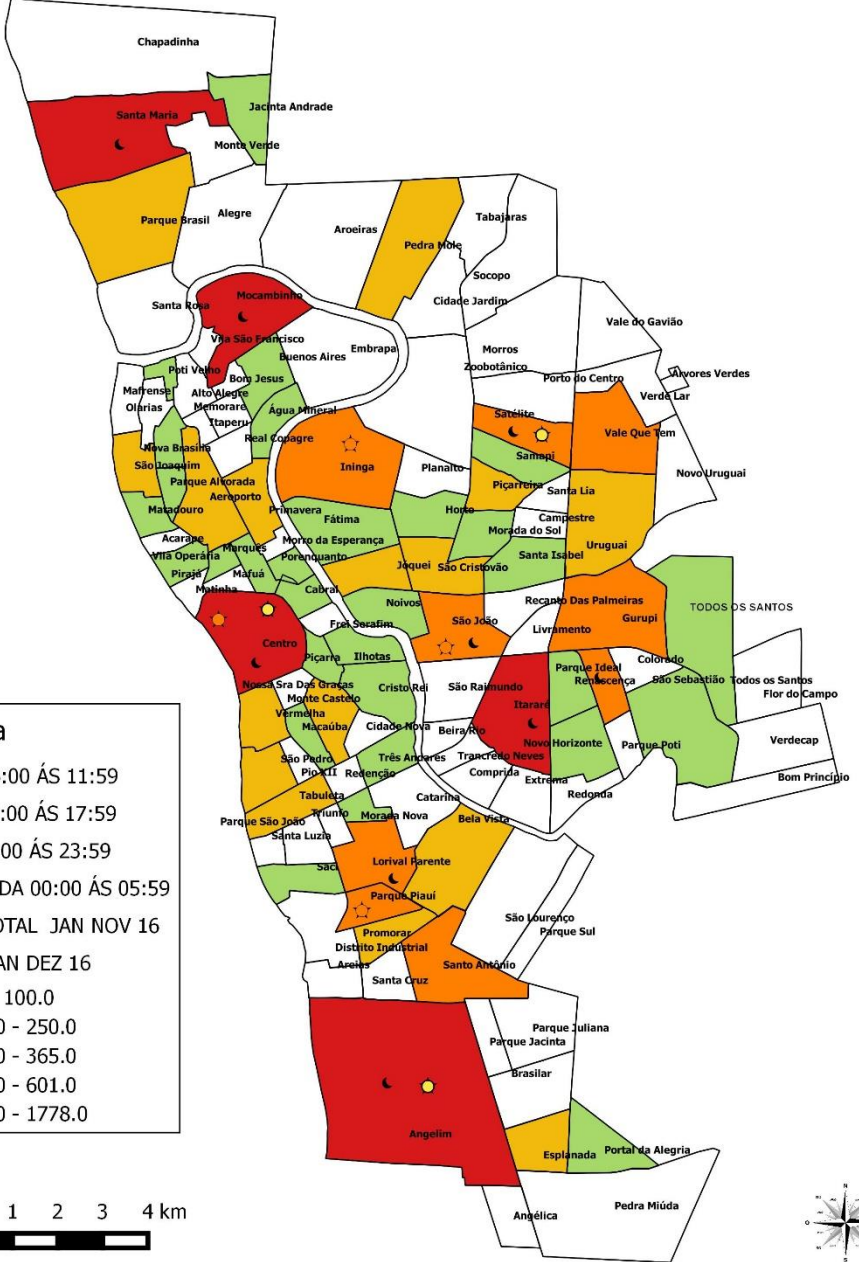 Chapadinha
Jacinta Andrade
Santa Maria
Monte Verde
Parque Brasil
Alegre
Aroeiras
Pedra Mole
Tabajaras
Socopo
Cidade Jardim
Santa Rosa
Mocambinho
Vila São Francisco
Buenos Aires
Embrapa
Morros
Vale do Gavião
Zoobotânico
Porto do Centro
Árvores Verdes
Verde Lar
Poti Velho
Bom Jesus
Mafrense
Alto Alegre
Olarias
Memorare
Itaperu
Água Mineral
Real Copagre
Satélite
Vale Que Tem
Nova Brasília
São Joaquim
Ininga
Samapi
Planalto
Novo Uruguai
Parque Alvorada
Aeroporto
Piçarreira
Santa Lia
Matadouro
Primavera
Fátima
Horto
Campestre
Morada do Sol
Acarape
Morro da Esperança
Uruguai
Vila Operária
Marquês
Porenquanto
Santa Isabel
Pirajá
Mafuá
Jóquei
São Cristovão
Matinha
Cabral
Noivos
Recanto Das Palmeiras
TODOS OS SANTOS
Frei Serafim
São João
Gurupi
Livramento
Centro
Piçarra
Ilhotas
Parque Ideal
Colorado
Renascença
São Sebastião
Todos os Santos
Nossa Sra Das Graças
Cristo Rei
São Raimundo
Flor do Campo
Monte Castelo
Itararé
Vermelha
Macaúba
Cidade Nova
Beira Rio
Novo Horizonte
Parque Poti
Verdecap
São Pedro
Três Andares
Trancredo Neves
Pio XII
Redenção
Comprida
Extrema
Bom Princípio
Tabuleta
Catarina
Redonda
Parque São João
Triunfo
Morada Nova
Bela Vista
Santa Luzia
Saci
Lorival Parente
Parque Piauí
São Lourenço
Parque Sul
Promorar
Distrito Industrial
Areias
Santo Antônio
Santa Cruz
Parque Juliana
Parque Jacinta
Brasilar
Angelim
Esplanada
Portal da Alegria
Angélica
Pedra Miúda
a
:00 ÁS 11:59
:00 ÁS 17:59
00 ÁS 23:59
DA 00:00 ÁS 05:59
OTAL JAN NOV 16
AN DEZ 16
100.0
0 - 250.0
0 - 365.0
0 - 601.0
0 - 1778.0
1 2 3 4 km
N
O
S